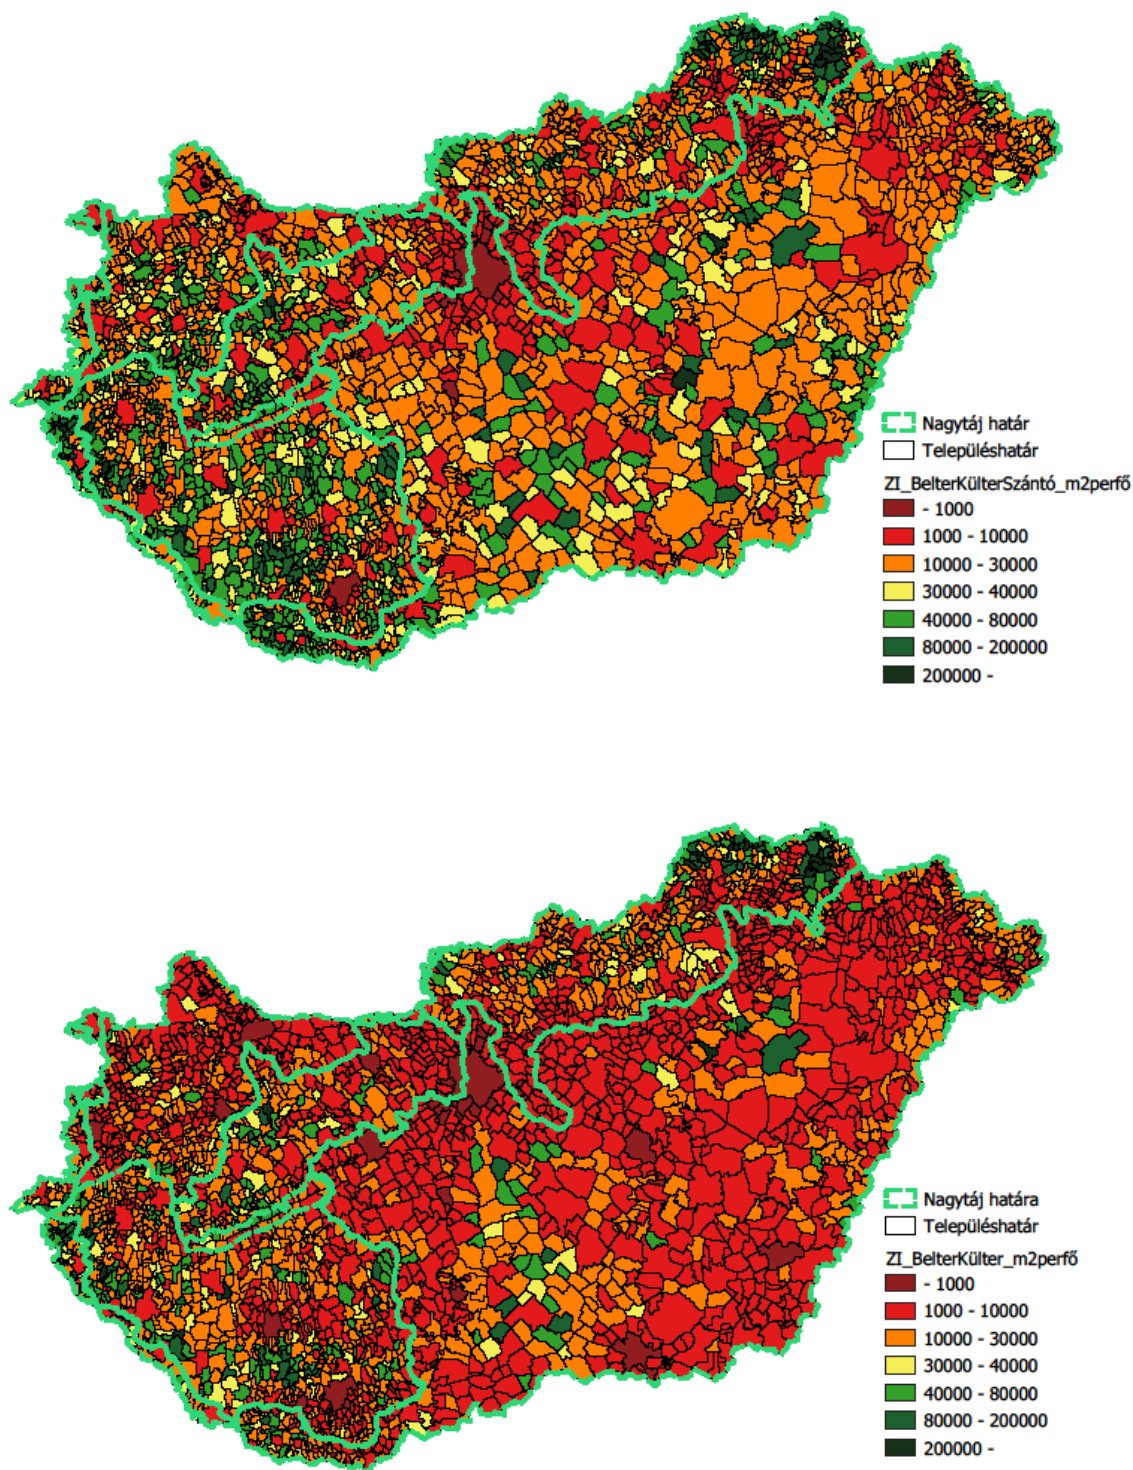 Nagytáj határ
Településhatár
ZI_BelterKülterSzántó_m2perfő
- 1000
1000 - 10000
10000 - 30000
30000 - 40000
40000 - 80000
80000 - 200000
200000 -
Nagytáj határa
Településhatár
ZI_BelterKülter_m2perfő
- 1000
1000 - 10000
10000 - 30000
30000 - 40000
40000 - 80000
80000 - 200000
200000 -